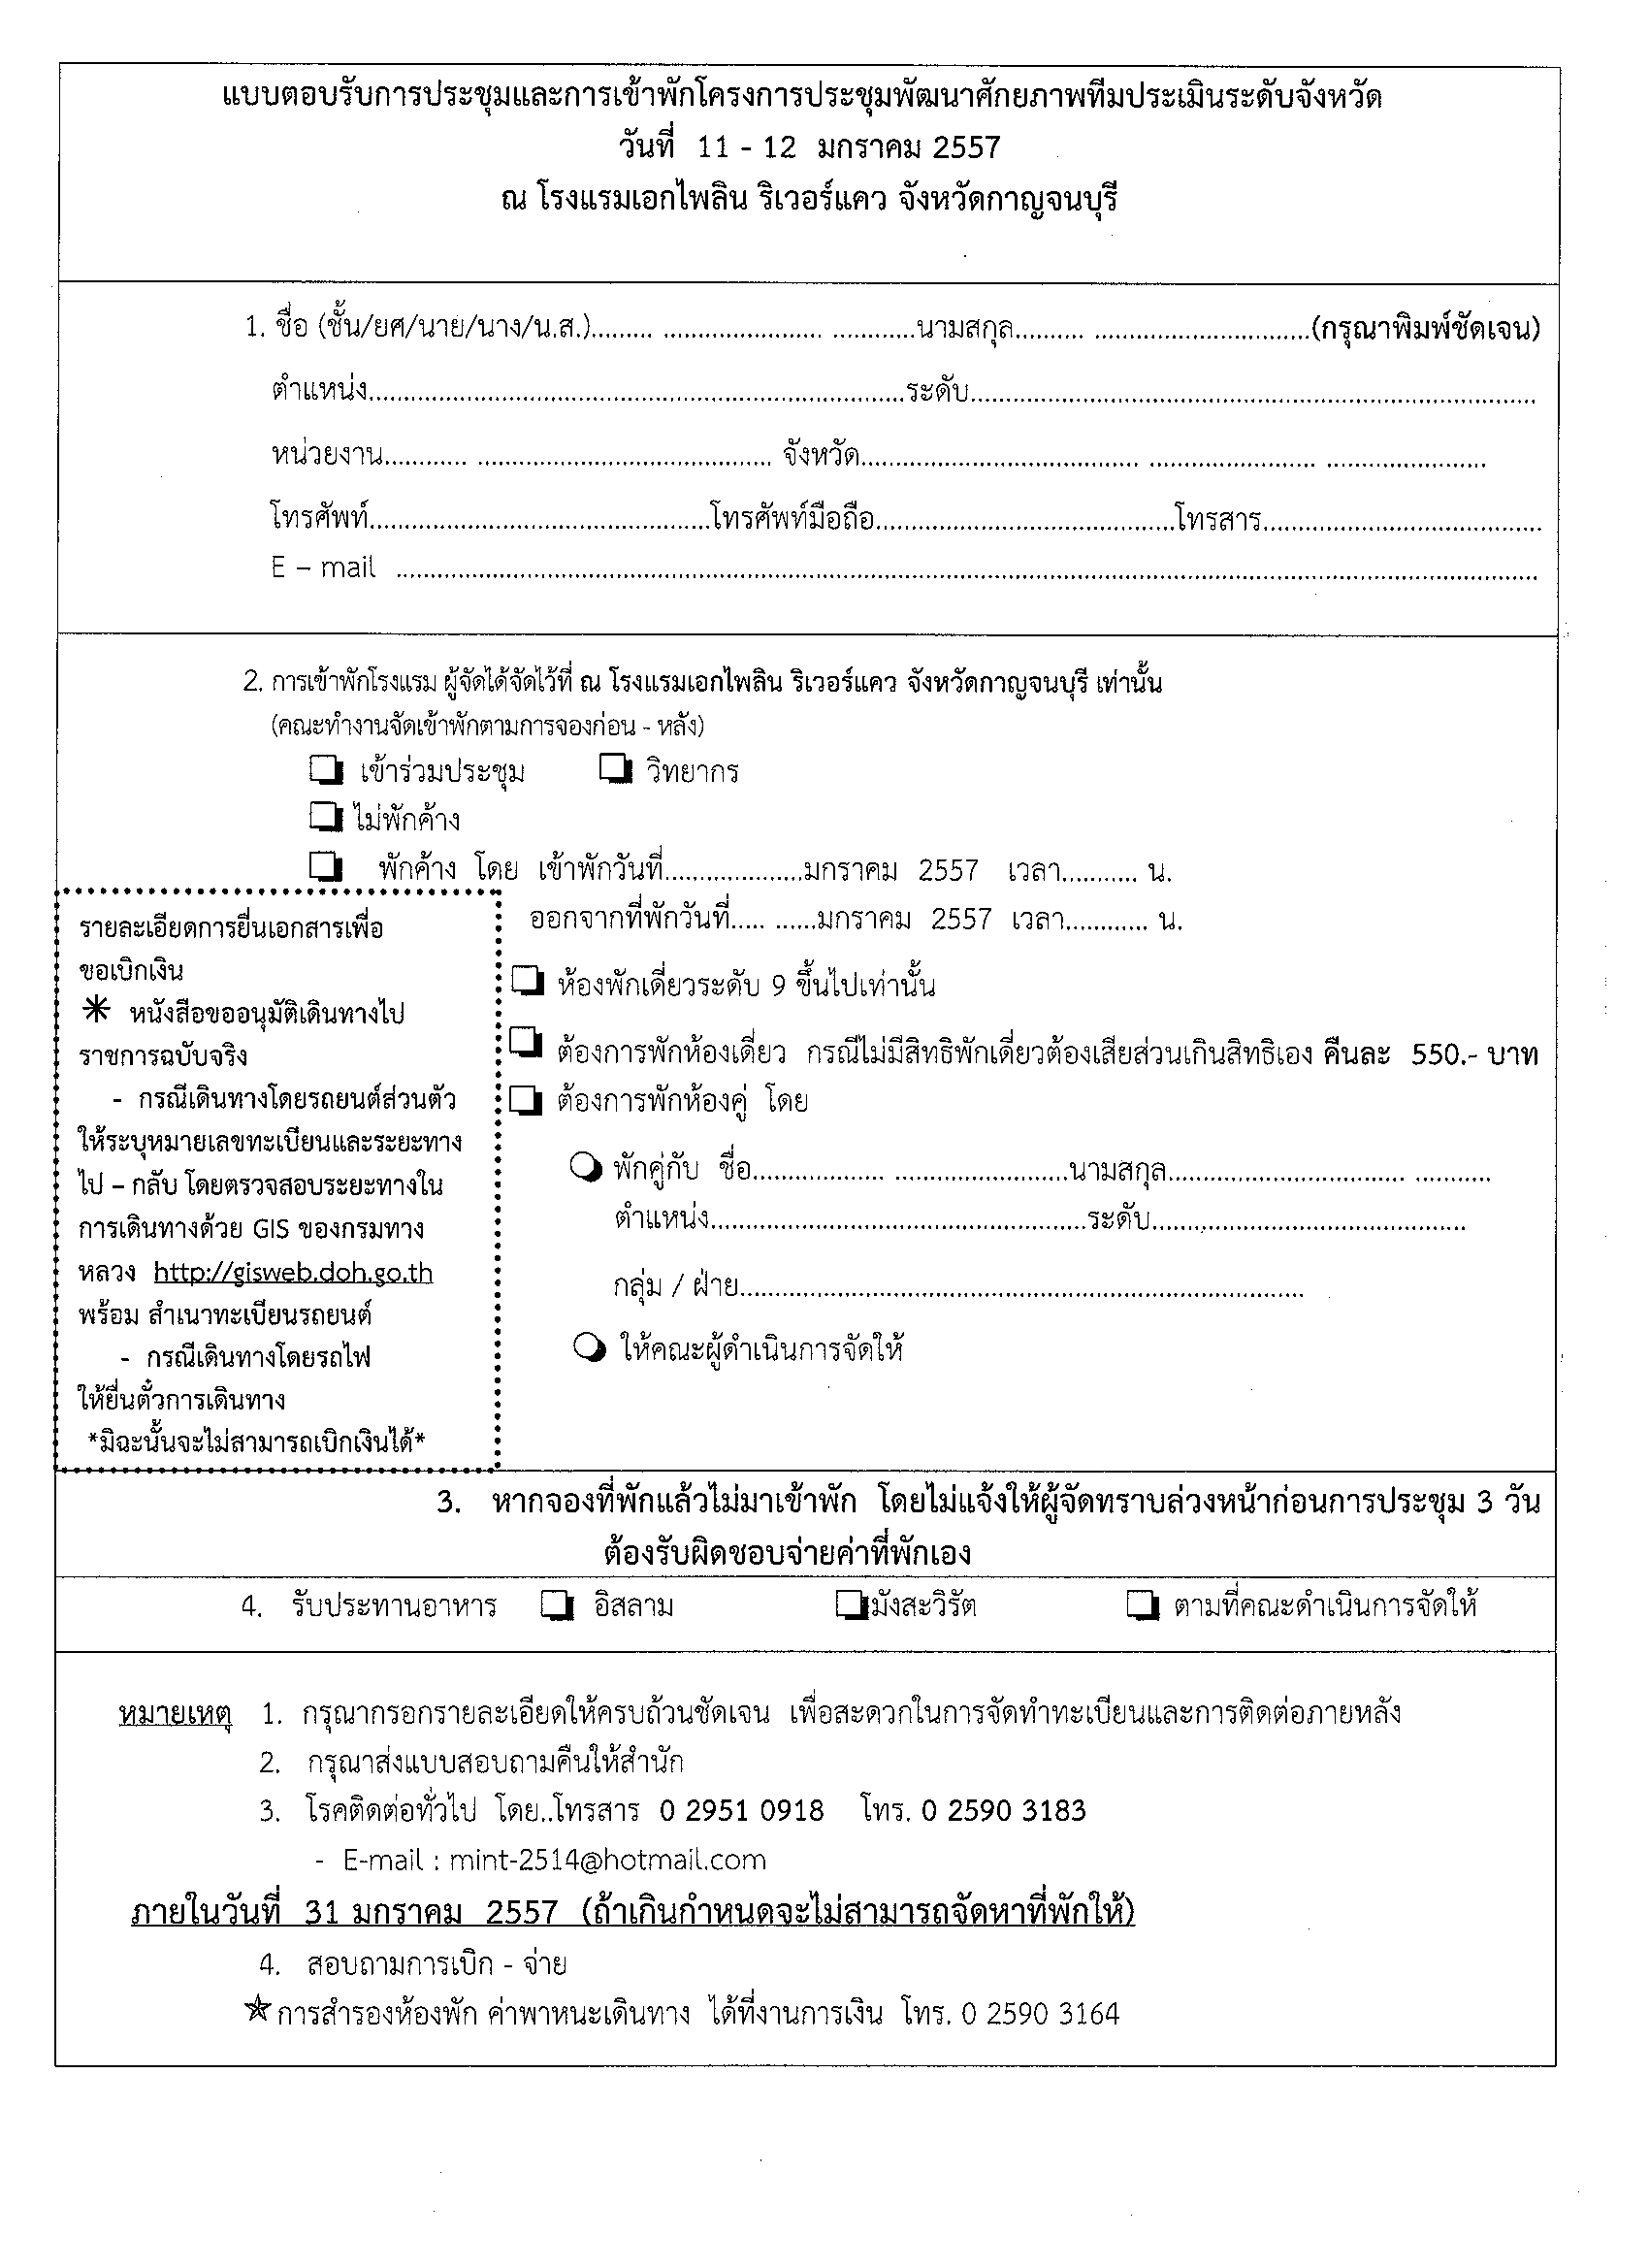 แบบตอบรับการประชุมและการเข้าพักโครงการประชุมพัฒนาศักยภาพทีมประเมินระดับจังหวัด
วันที่ 11 - 12 มกราคม 2557
ณ โรงแรมเอกไพลิน ริเวอร์แคว จังหวัดกาญจนบุรี
1. ชื่อ (ชั้น/ยศ/นาย/นาง/น.ส.)........ ....................... ............นามสกุล.......... ...............................(กรุณาพิมพ์ชัดเจน)
ตำแหน่ง..............................................................................ระดับ..................................................................................
หน่วยงาน............ ........................................... จังหวัด........................................ ........................ .......................
โทรศัพท์.................................................โทรศัพท์มือถือ...........................................โทรสาร........................................
E – mail ......................................................................................................................................................
2. การเข้าพักโรงแรม ผู้จัดได้จัดไว้ที่ ณ โรงแรมเอกไพลิน ริเวอร์แคว จังหวัดกาญจนบุรี เท่านั้น
(คณะทำงานจัดเข้าพักตามการจองก่อน - หลัง)
❏ เข้าร่วมประชุม ❏ วิทยากร
❏ ไม่พักค้าง
❏ พักค้าง โดย เข้าพักวันที่....................มกราคม 2557 เวลา........... น.
ออกจากที่พักวันที่..... ......มกราคม 2557 เวลา............ น.
❏ ห้องพักเดี่ยวระดับ 9 ขึ้นไปเท่านั้น
❏ ต้องการพักห้องเดี่ยว กรณีไม่มีสิทธิพักเดี่ยวต้องเสียส่วนเกินสิทธิเอง คืนละ 550.- บาท
❏ ต้องการพักห้องคู่ โดย
❍ พักคู่กับ ชื่อ..................... .........................นามสกุล.................................. ...........
ตำแหน่ง......................................................ระดับ.............................................
กลุ่ม / ฝ่าย..................................................................................
❍ ให้คณะผู้ดำเนินการจัดให้
รายละเอียดการยื่นเอกสารเพื่อ
ขอเบิกเงิน
✳ หนังสือขออนุมัติเดินทางไป
ราชการฉบับจริง
- กรณีเดินทางโดยรถยนต์ส่วนตัว
ให้ระบุหมายเลขทะเบียนและระยะทาง
ไป – กลับ โดยตรวจสอบระยะทางใน
การเดินทางด้วย GIS ของกรมทาง
หลวง http://gisweb.doh.go.th
พร้อม สำเนาทะเบียนรถยนต์
- กรณีเดินทางโดยรถไฟ
ให้ยื่นตั๋วการเดินทาง
*มิฉะนั้นจะไม่สามารถเบิกเงินได้*
3. หากจองที่พักแล้วไม่มาเข้าพัก โดยไม่แจ้งให้ผู้จัดทราบล่วงหน้าก่อนการประชุม 3 วัน
ต้องรับผิดชอบจ่ายค่าที่พักเอง
4. รับประทานอาหาร ❏ อิสลาม ❏มังสะวิรัต ❏ ตามที่คณะดำเนินการจัดให้
หมายเหตุ 1. กรุณากรอกรายละเอียดให้ครบถ้วนชัดเจน เพื่อสะดวกในการจัดทำทะเบียนและการติดต่อภายหลัง
2. กรุณาส่งแบบสอบถามคืนให้สำนัก
3. โรคติดต่อทั่วไป โดย..โทรสาร 0 2951 0918 โทร. 0 2590 3183
- E-mail : mint-2514@hotmail.com
ภายในวันที่ 31 มกราคม 2557 (ถ้าเกินกำหนดจะไม่สามารถจัดหาที่พักให้)
4. สอบถามการเบิก - จ่าย
✯การสำรองห้องพัก ค่าพาหนะเดินทาง ได้ที่งานการเงิน โทร. 0 2590 3164